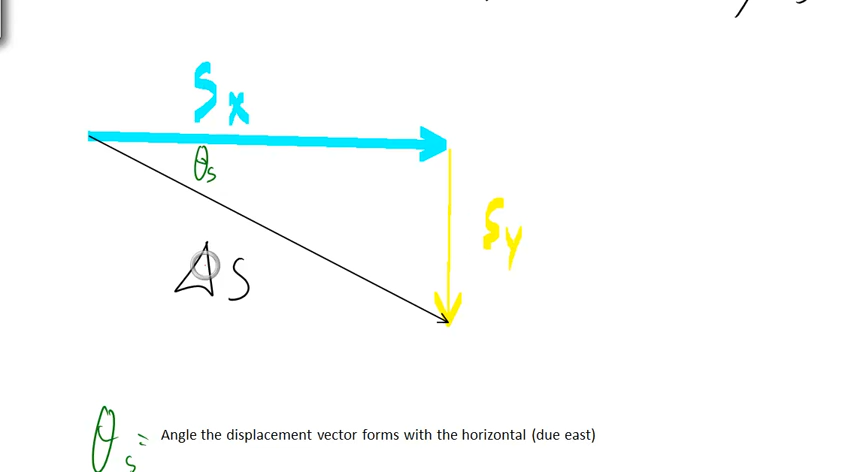 Sx
θs
Sy
ΔS
θs = Angle the displacement vector forms with the horizontal (due east)